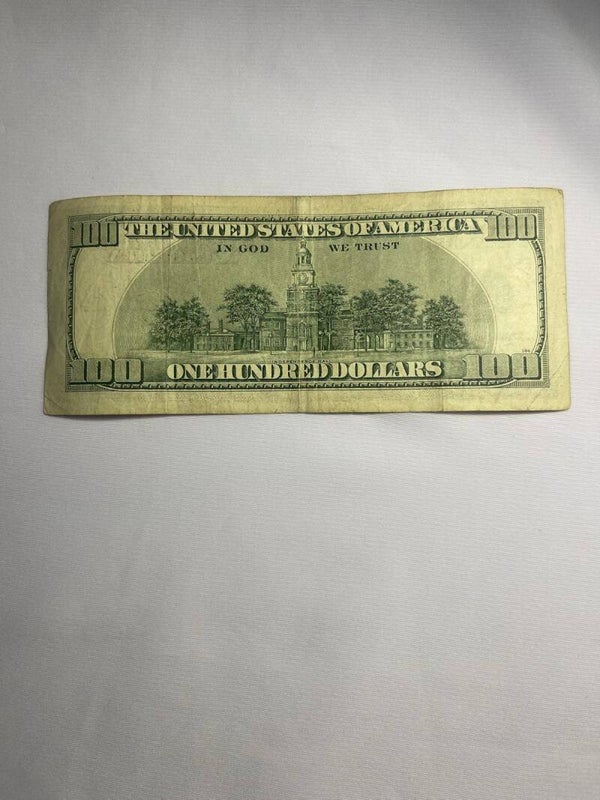 100 THE UNITED STATES OF AMERICA 100
IN GOD WE TRUST
100 ONE HUNDRED DOLLARS 100